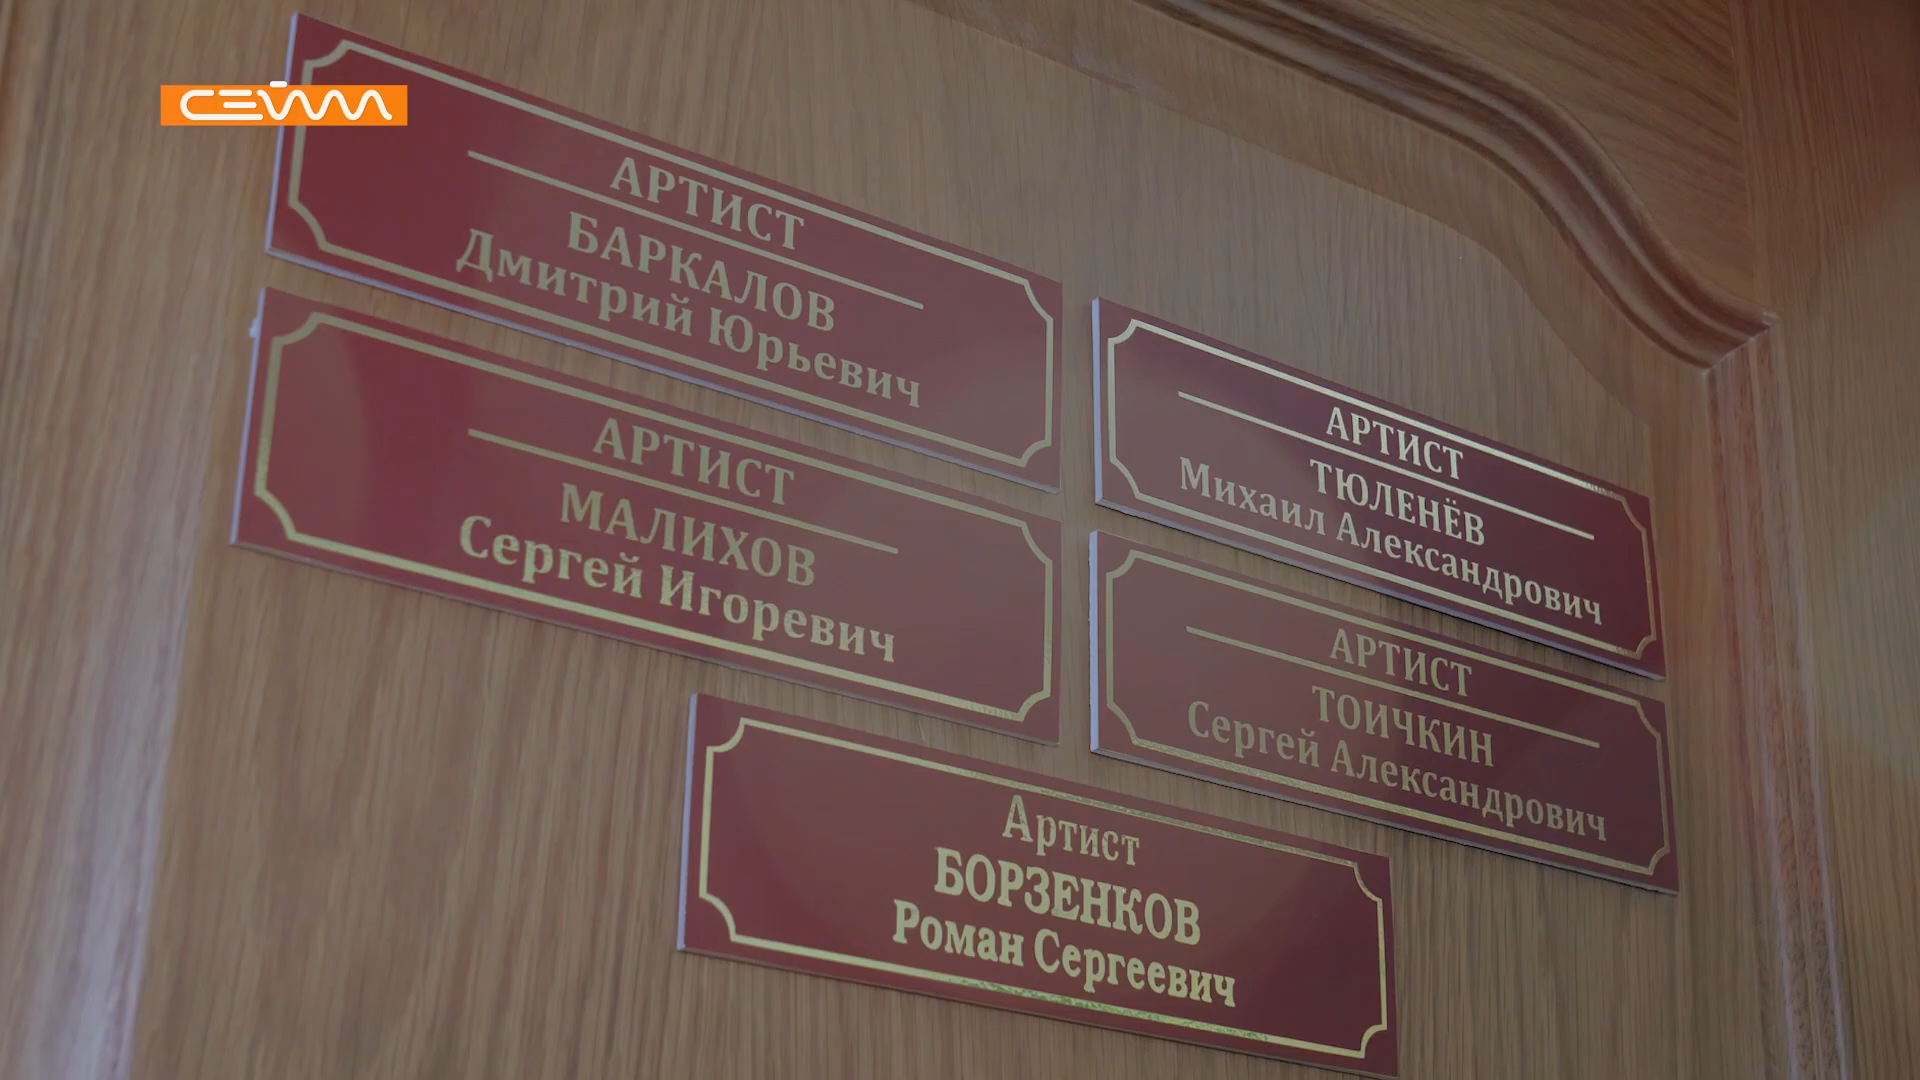 СЕЙМ
АРТИСТ
БАРКАЛОВ
Дмитрий Юрьевич
АРТИСТ
МАЛИХОВ
Сергей Игоревич
АРТИСТ
ТЮЛЕНЁВ
Михаил Александрович
АРТИСТ
ТОИЧКИН
Сергей Александрович
Артист
БОРЗЕНКОВ
Роман Сергеевич